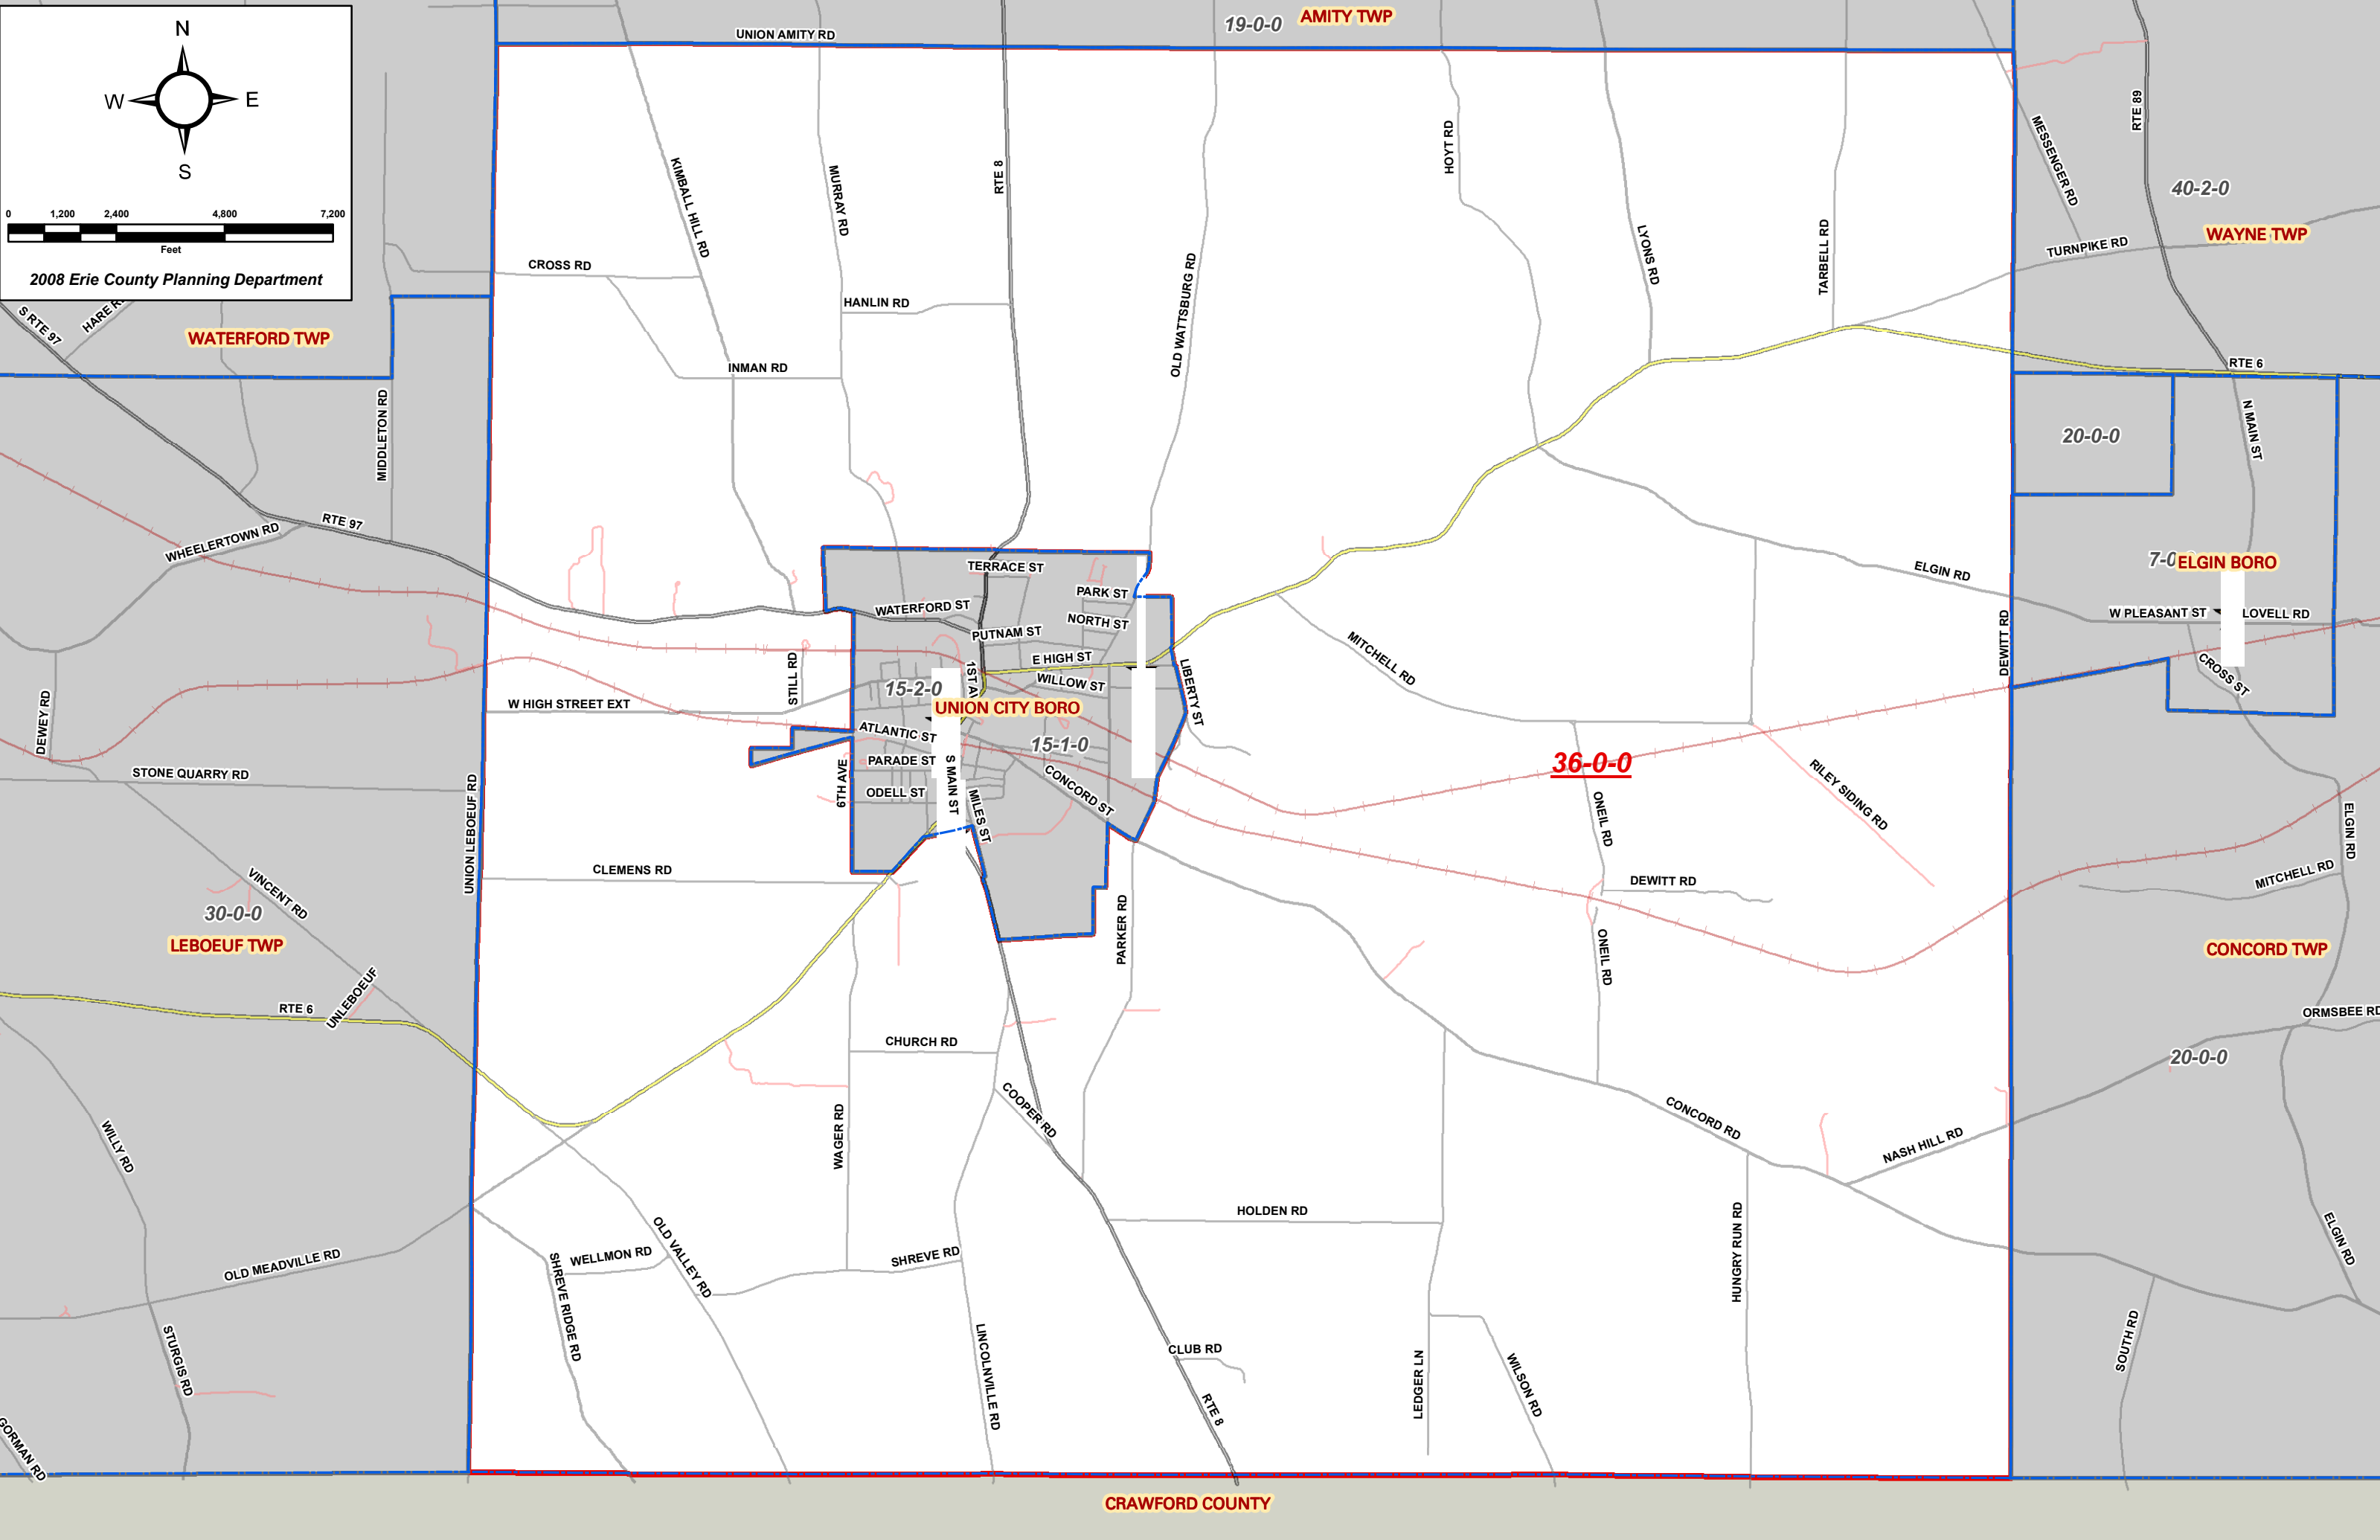 N
W
E
S
0 1,200 2,400 4,800 7,200
Feet
2008 Erie County Planning Department
19-0-0
AMITY TWP
UNION AMITY RD
RTE 89
MESSENGER RD
40-2-0
WAYNE TWP
TURNPIKE RD
KIMBALL HILL RD
MURRAY RD
RTE 8
HOYT RD
LYONS RD
TARBELL RD
OLD WATTSBURG RD
CROSS RD
HANLIN RD
INMAN RD
S RTE 97
WATERFORD TWP
MIDDLETON RD
RTE 6
N MAIN ST
20-0-0
RTE 97
WHEELERTOWN RD
ELGIN BORO
ELGIN RD
W PLEASANT ST
LOVELL RD
DEWITT RD
CROSS ST
TERRACE ST
PARK ST
WATERFORD ST
NORTH ST
PUTNAM ST
E HIGH ST
WILLOW ST
LIBERTY ST
MITCHELL RD
STILL RD
W HIGH STREET EXT
15-2-0
UNION CITY BORO
ATLANTIC ST
15-1-0
PARADE ST
S MAIN ST
CONCORD ST
ODELL ST
MILES ST
6TH AVE
36-0-0
RILEY SIDING RD
ONEIL RD
DEWITT RD
ONEIL RD
DEWEY RD
STONE QUARRY RD
UNION LEBOEUF RD
CLEMENS RD
VINCENT RD
30-0-0
LEBOEUF TWP
UNLEBOEUF
RTE 6
PARKER RD
ELGIN RD
MITCHELL RD
CONCORD TWP
ORMSBEE RD
20-0-0
CHURCH RD
COOPER RD
WAGER RD
CONCORD RD
NASH HILL RD
WILLY RD
OLD MEADVILLE RD
HOLDEN RD
HUNGRY RUN RD
ELGIN RD
WELLMON RD
OLD VALLEY RD
SHREVE RD
SHREVE RIDGE RD
STURGIS RD
LINCOLNVILLE RD
CLUB RD
RTE 8
LEDGER LN
WILSON RD
SOUTH RD
GORMAN RD
CRAWFORD COUNTY